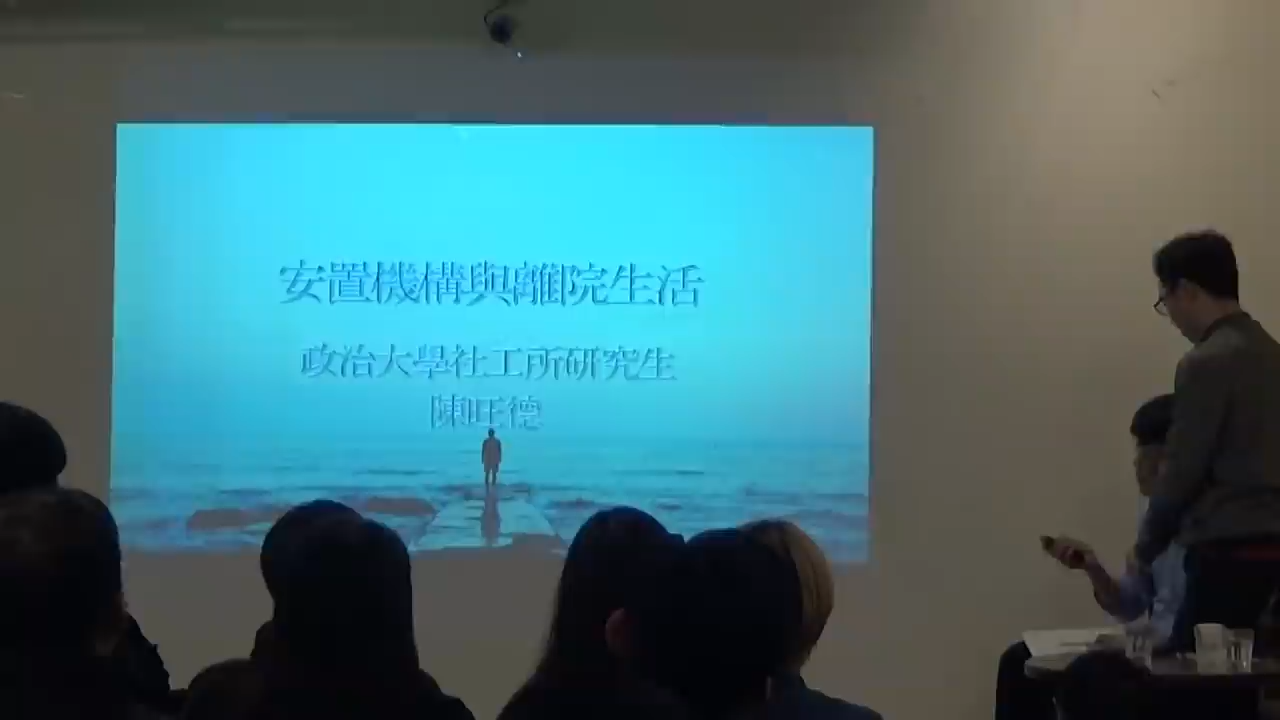 安置機構與離院生活
政治大學社工所研究生
陳旺德